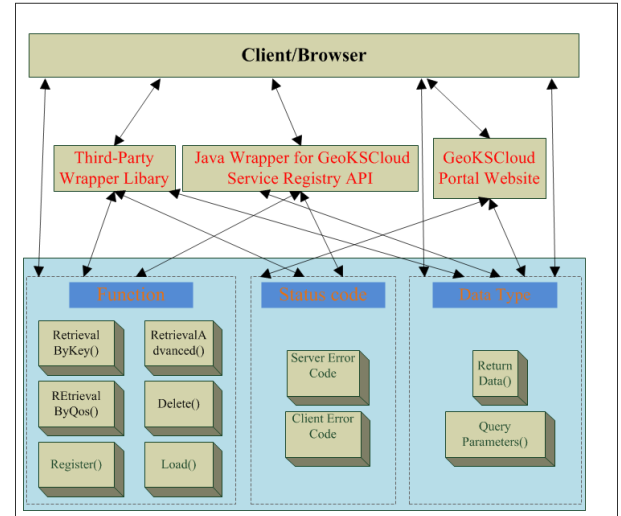 Client/Browser
Third-Party
Wrapper Libary
Java Wrapper for GeoKSCloud
Service Registry API
GeoKSCloud
Portal Website
Function
Status code
Data Type
Retrieval
ByKey()
RetrievalA
dvanced()
REtrieval
ByQos()
Delete()
Register()
Load()
Server Error
Code
Client Error
Code
Return
Data()
Query
Parameters()